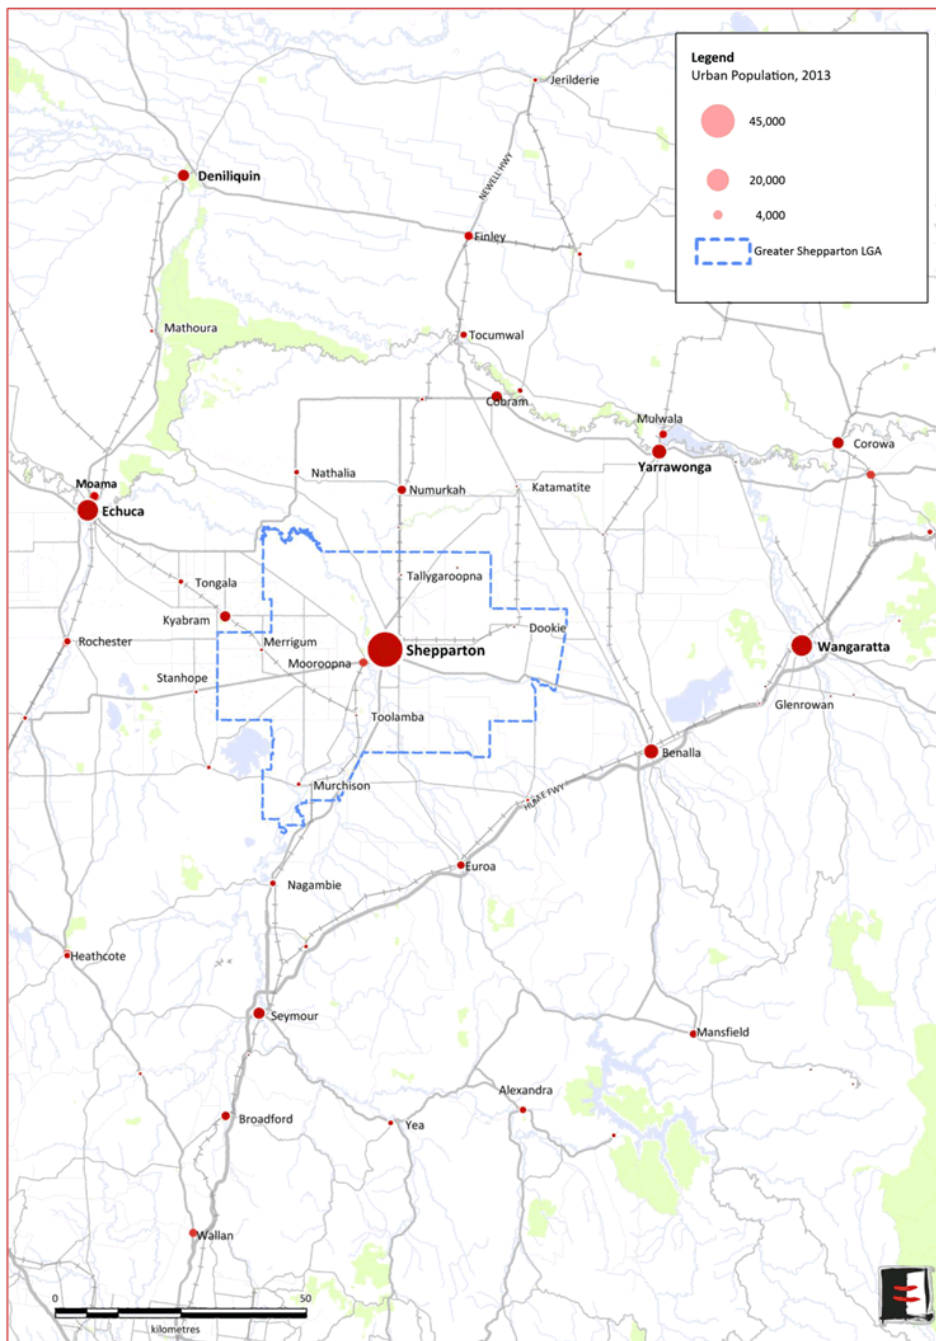 Legend
Urban Population, 2013
45,000
20,000
4,000
Greater Shepparton LGA
Jerilderie
NEWELL HWY
Deniliquin
Finley
Mathoura
Tocumwal
Cobram
Mulwala
Corowa
Yarrawonga
Nathalia
Moama
Numurkah
Katamatite
Echuca
Tallygaroopna
Tongala
Kyabram
Dookie
Rochester
Merrigum
Shepparton
Wangaratta
Mooroopna
Stanhope
Glenrowan
Toolamba
Benalla
Murchison
HUME FWY
Euroa
Nagambie
Heathcote
Seymour
Mansfield
Alexandra
Broadford
Yea
Wallan
0
50
kilometres